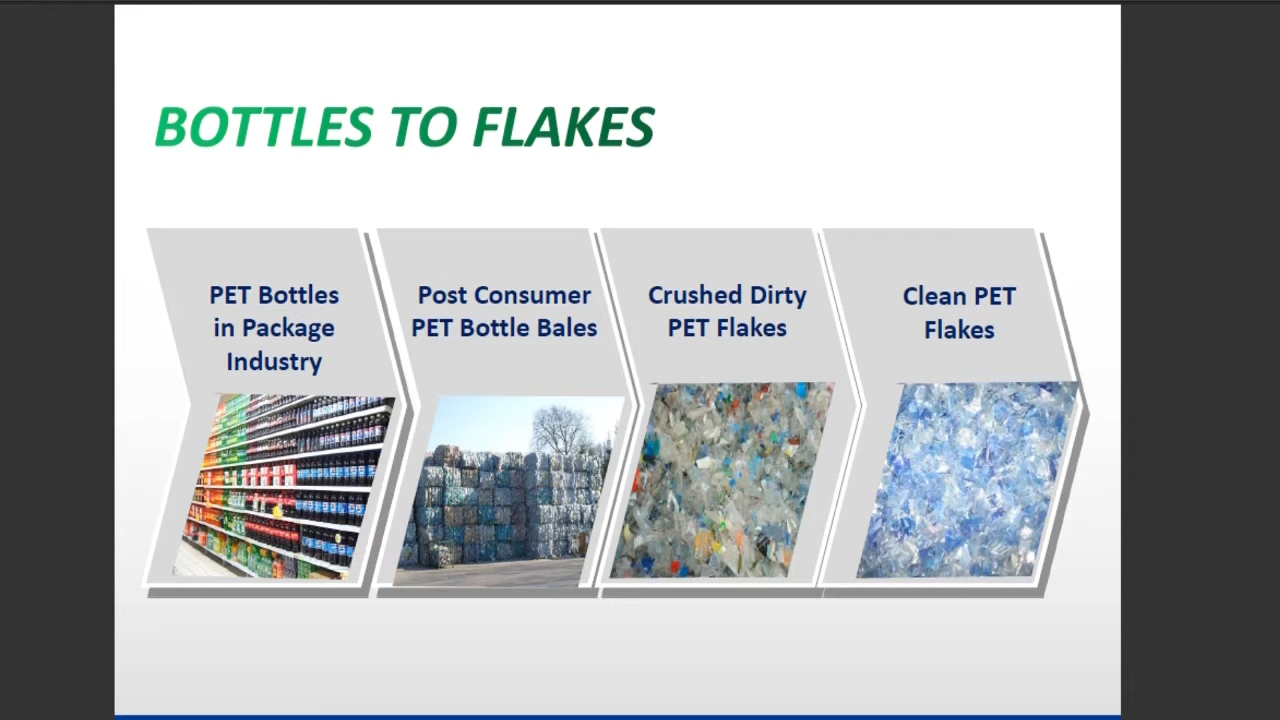 BOTTLES TO FLAKES
PET Bottles
in Package
Industry
Post Consumer
PET Bottle Bales
Crushed Dirty
PET Flakes
Clean PET
Flakes